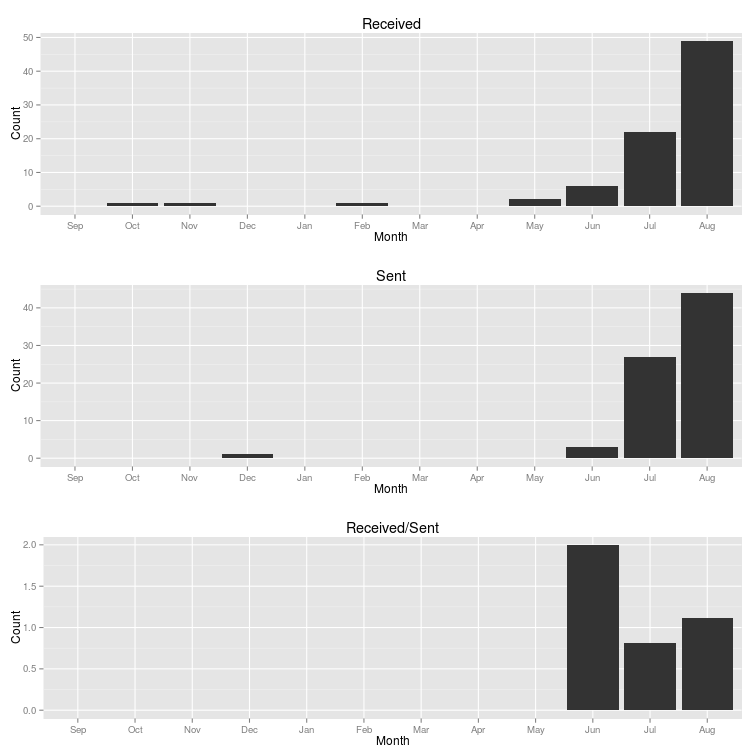 Received
50
40
30
20
10
0
Count
Sep Oct Nov Dec Jan Feb Mar Apr May Jun Jul Aug
Month
Sent
40
30
20
10
0
Count
Sep Oct Nov Dec Jan Feb Mar Apr May Jun Jul Aug
Month
Received/Sent
2.0
1.5
1.0
0.5
0.0
Count
Sep Oct Nov Dec Jan Feb Mar Apr May Jun Jul Aug
Month